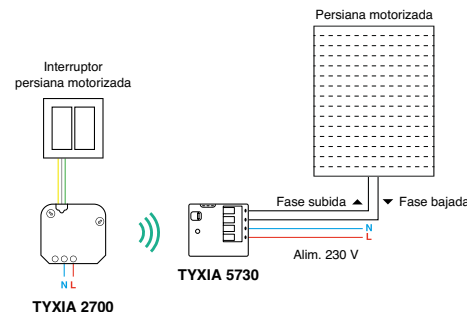 Persiana motorizada
Interruptor
persiana motorizada
Fase subida
Fase bajada
N
L
Alim. 230 V
TYXIA 5730
N L
TYXIA 2700